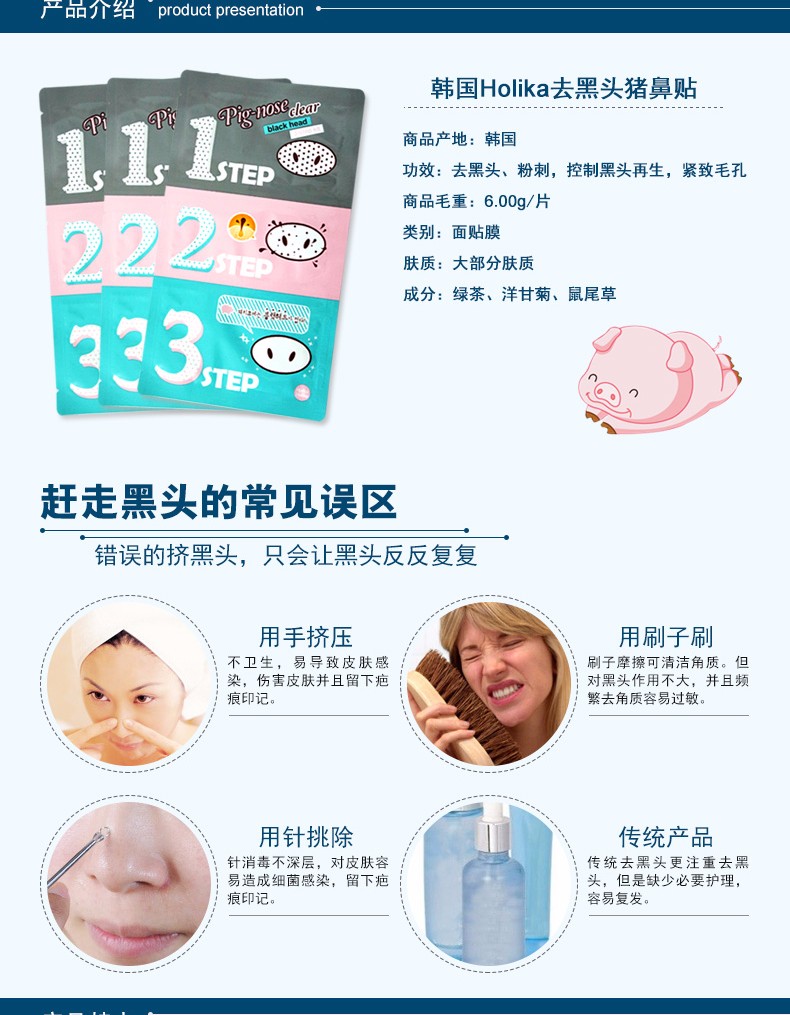 产品介绍 product presentation
韩国Holika去黑头猪鼻贴
商品产地：韩国
功效：去黑头、粉刺，控制黑头再生，紧致毛孔
商品毛重：6.00g/片
类别：面贴膜
肤质：大部分肤质
成分：绿茶、洋甘菊、鼠尾草
Pig-nose clear
black head
1 STEP
2 STEP
3 STEP
赶走黑头的常见误区
错误的挤黑头，只会让黑头反反复复
用手挤压
不卫生，易导致皮肤感
染，伤害皮肤并且留下疤
痕印记。
用刷子刷
刷子摩擦可清洁角质。但
对黑头作用不大，并且频
繁去角质容易过敏。
用针挑除
针消毒不深层，对皮肤容
易造成细菌感染，留下疤
痕印记。
传统产品
传统去黑头更注重去黑
头，但是缺少必要护理，
容易复发。